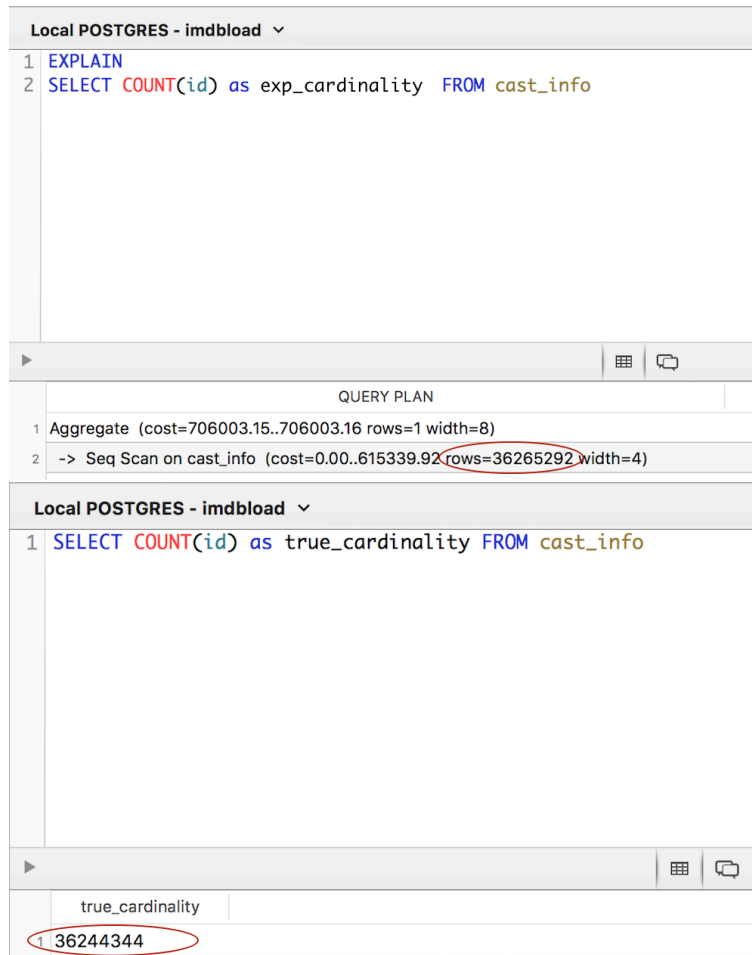 Local POSTGRES - imdbload
1 EXPLAIN
2 SELECT COUNT(id) as exp_cardinality FROM cast_info
QUERY PLAN
1 Aggregate (cost=706003.15..706003.16 rows=1 width=8)
2 -> Seq Scan on cast_info (cost=0.00..615339.92 rows=36265292 width=4)
Local POSTGRES - imdbload
1 SELECT COUNT(id) as true_cardinality FROM cast_info
true_cardinality
1 36244344